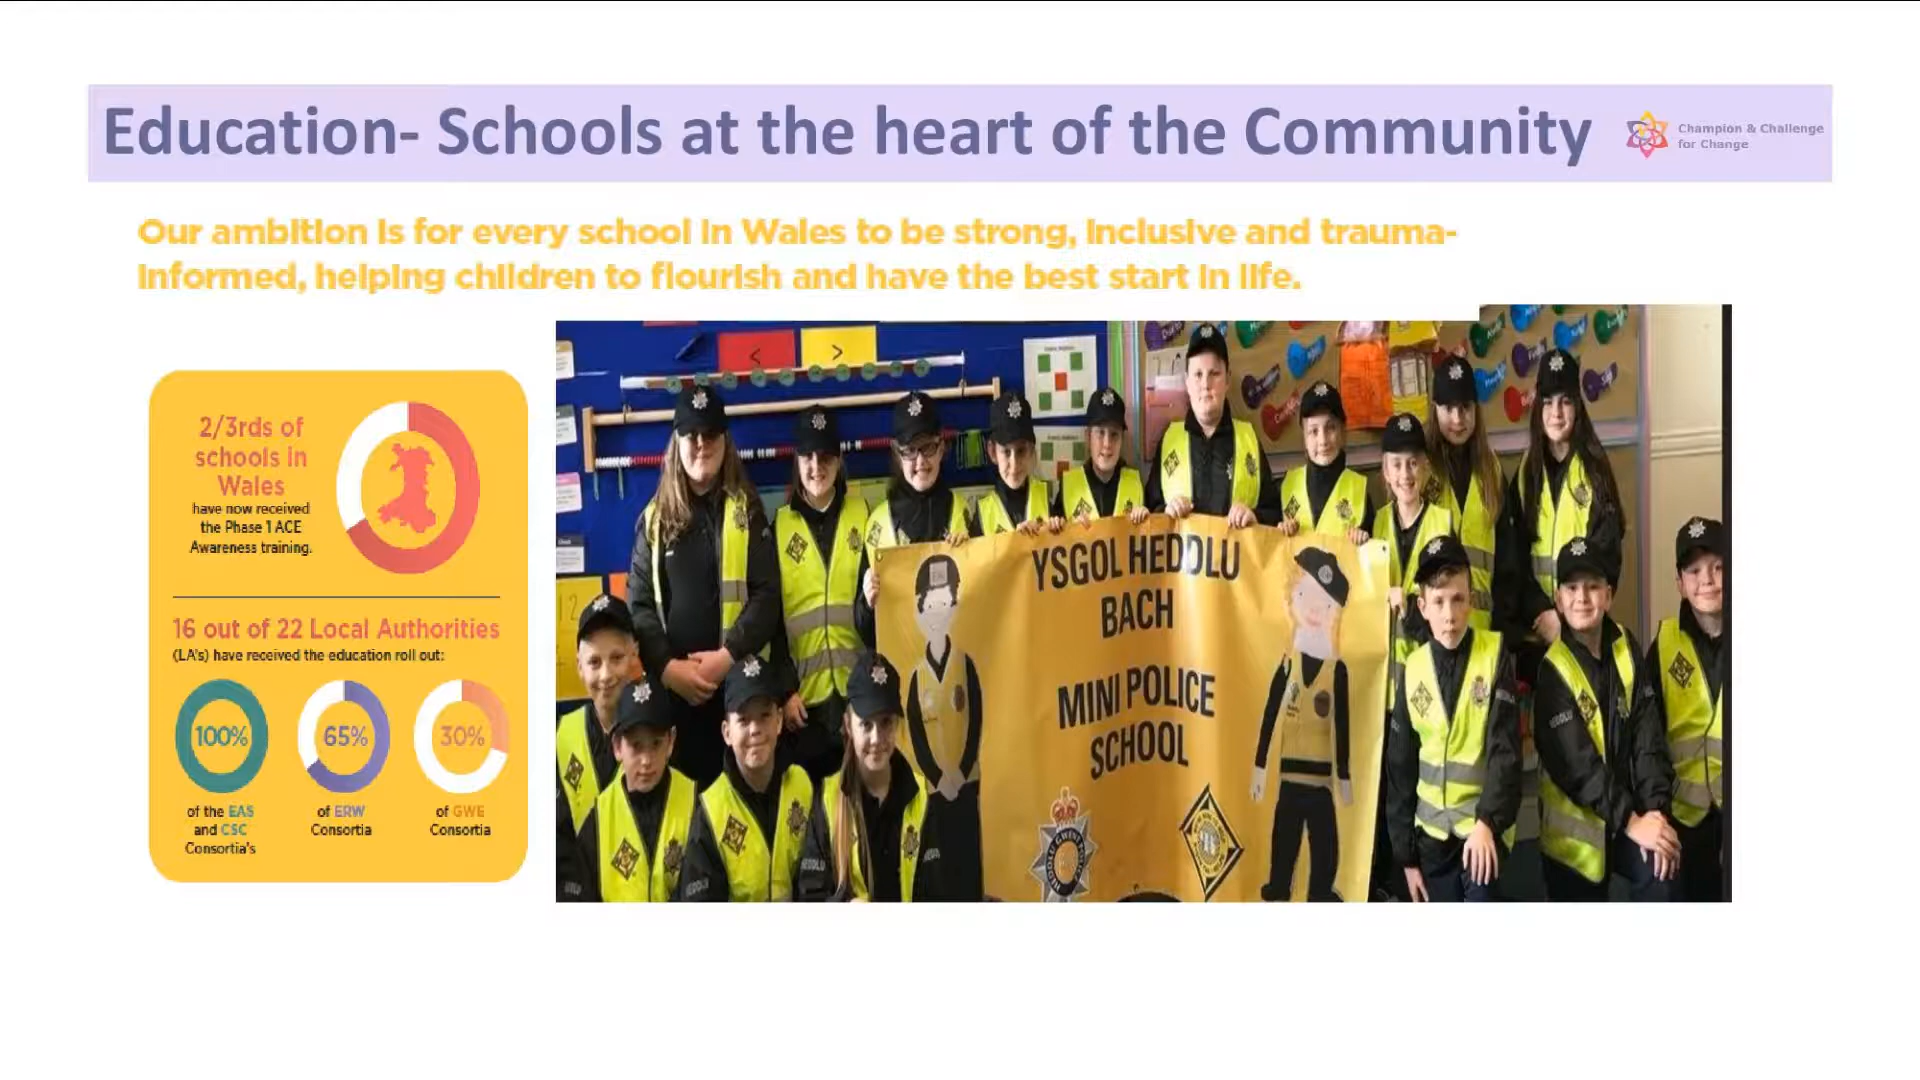 Education- Schools at the heart of the Community
Champion & Challenge
for Change
Our ambition is for every school in Wales to be strong, inclusive and trauma-
informed, helping children to flourish and have the best start in life.
2/3rds of
schools in
Wales
have now received
the Phase 1 ACE
Awareness training.
16 out of 22 Local Authorities
(LA's) have received the education roll out:
100%
65%
30%
of the EAS
and CSC
Consortia's
of ERW
Consortia
of GWE
Consortia
<
>
YSGOL HEDDLU
BACH
MINI POLICE
SCHOOL
HEDDLU